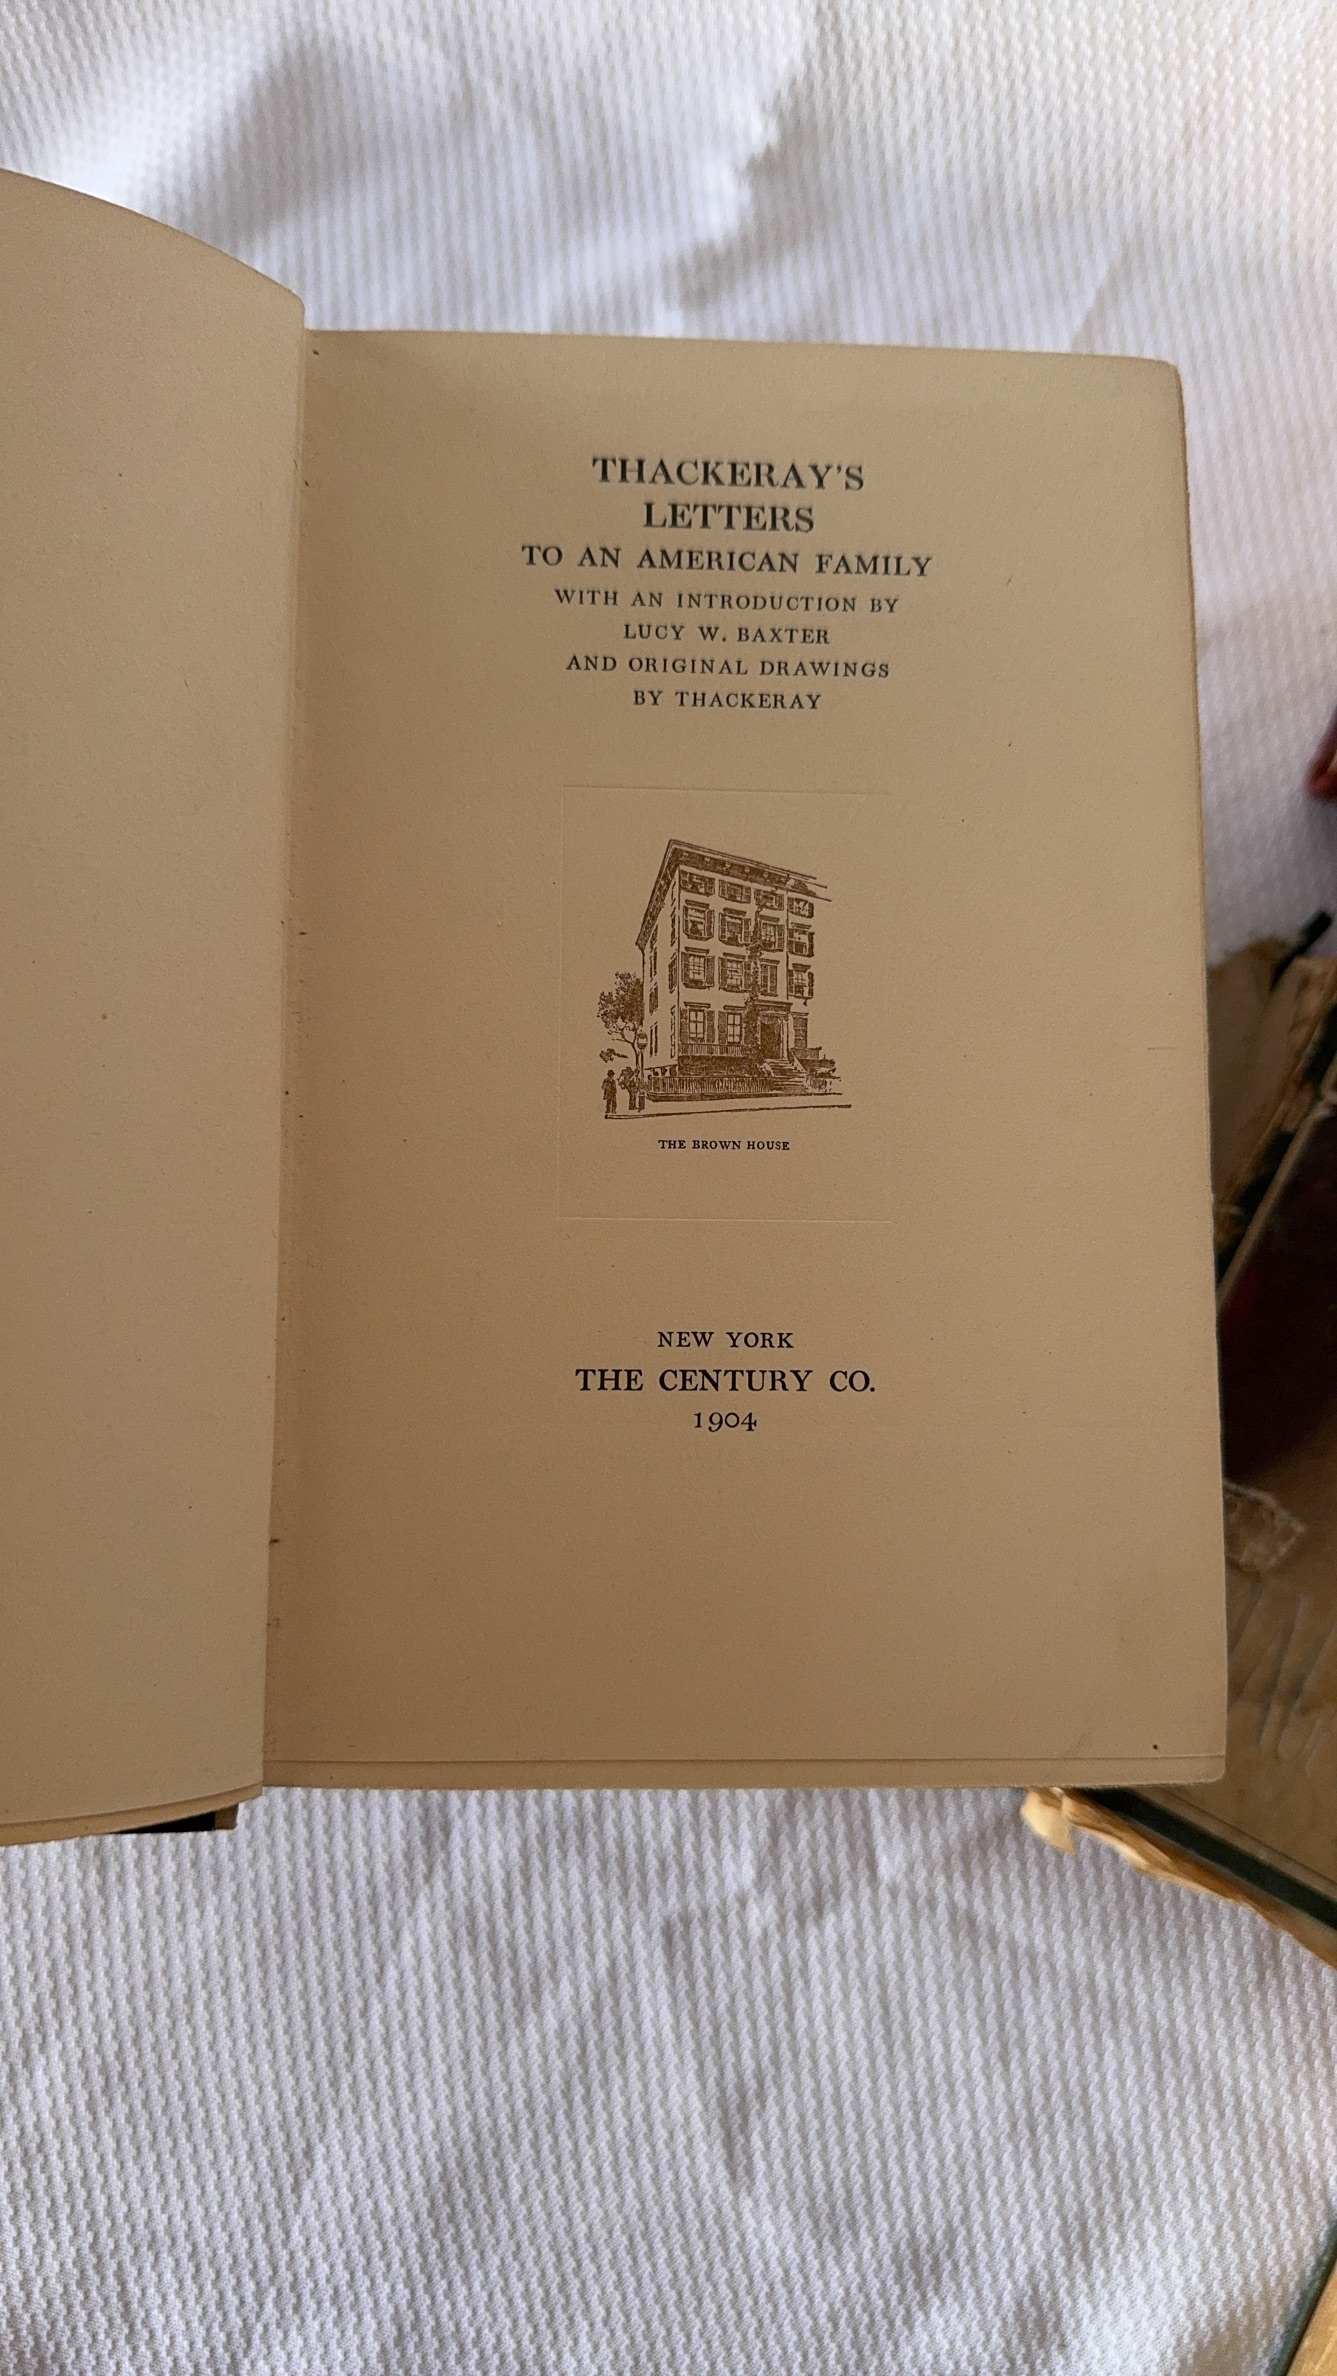 THACKERAY'S
LETTERS
TO AN AMERICAN FAMILY
WITH AN INTRODUCTION BY
LUCY W. BAXTER
AND ORIGINAL DRAWINGS
BY THACKERAY
THE BROWN HOUSE
NEW YORK
THE CENTURY CO.
1904